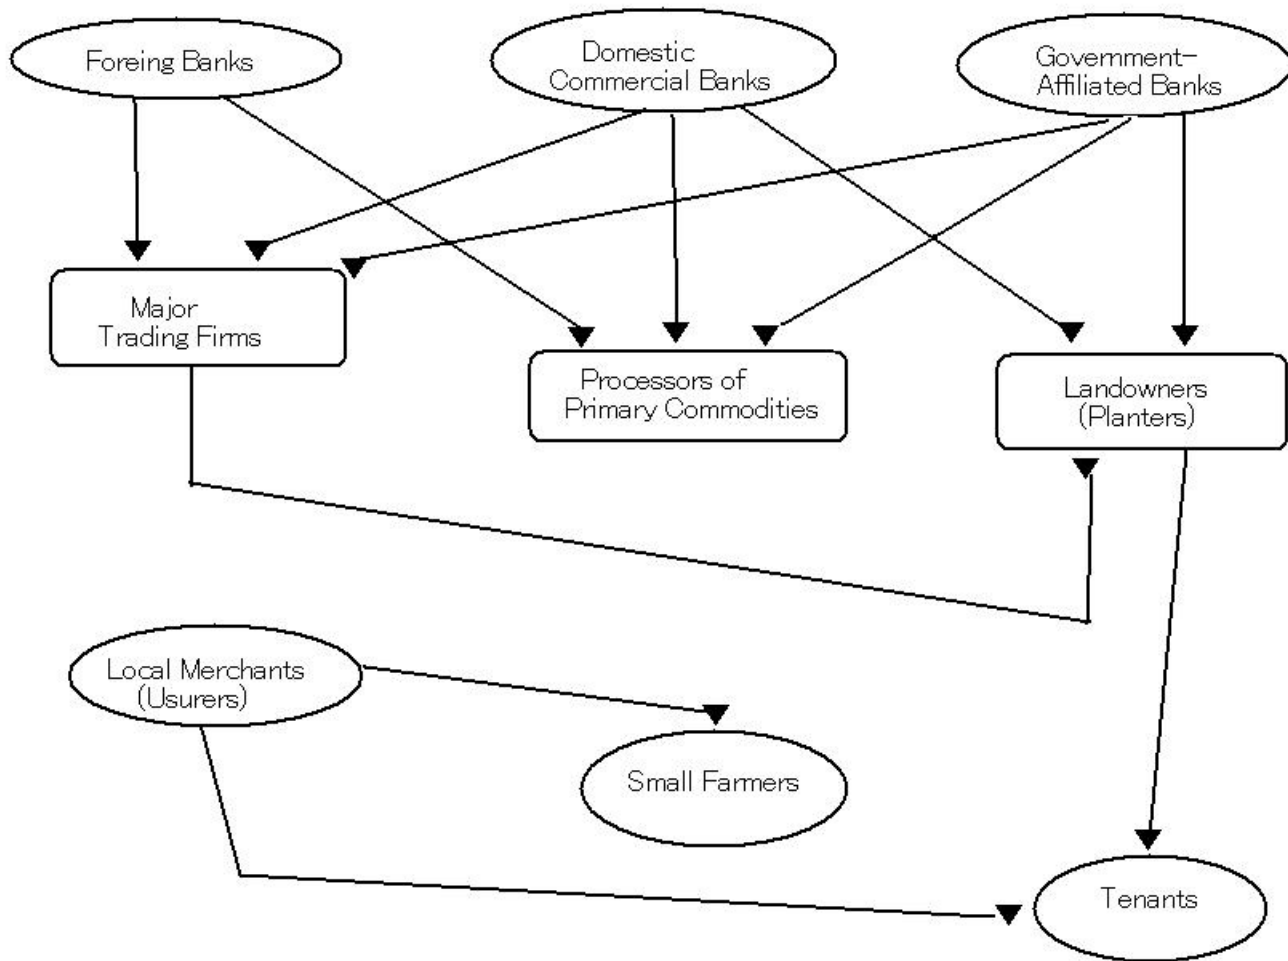 Foreing Banks
Domestic
Commercial Banks
Government-
Affiliated Banks
Major
Trading Firms
Processors of
Primary Commodities
Landowners
(Planters)
Local Merchants
(Usurers)
Small Farmers
Tenants